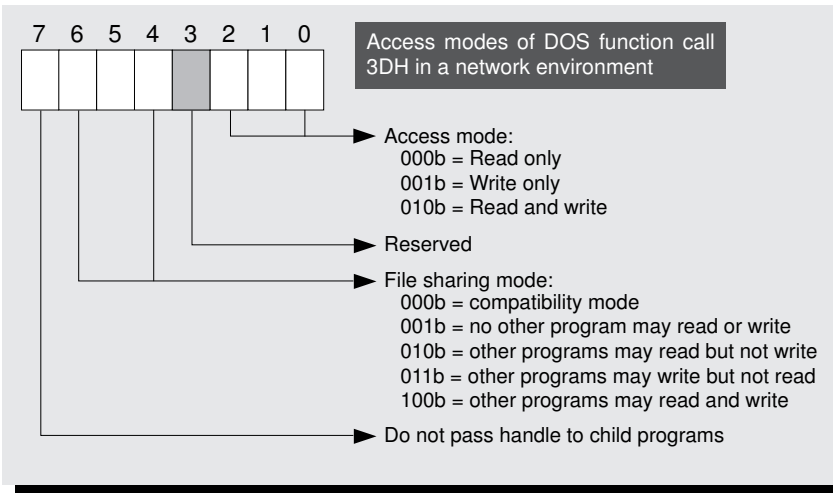 7 6 5 4 3 2 1 0
Access modes of DOS function call
3DH in a network environment
Access mode:
000b = Read only
001b = Write only
010b = Read and write
Reserved
File sharing mode:
000b = compatibility mode
001b = no other program may read or write
010b = other programs may read but not write
011b = other programs may write but not read
100b = other programs may read and write
Do not pass handle to child programs